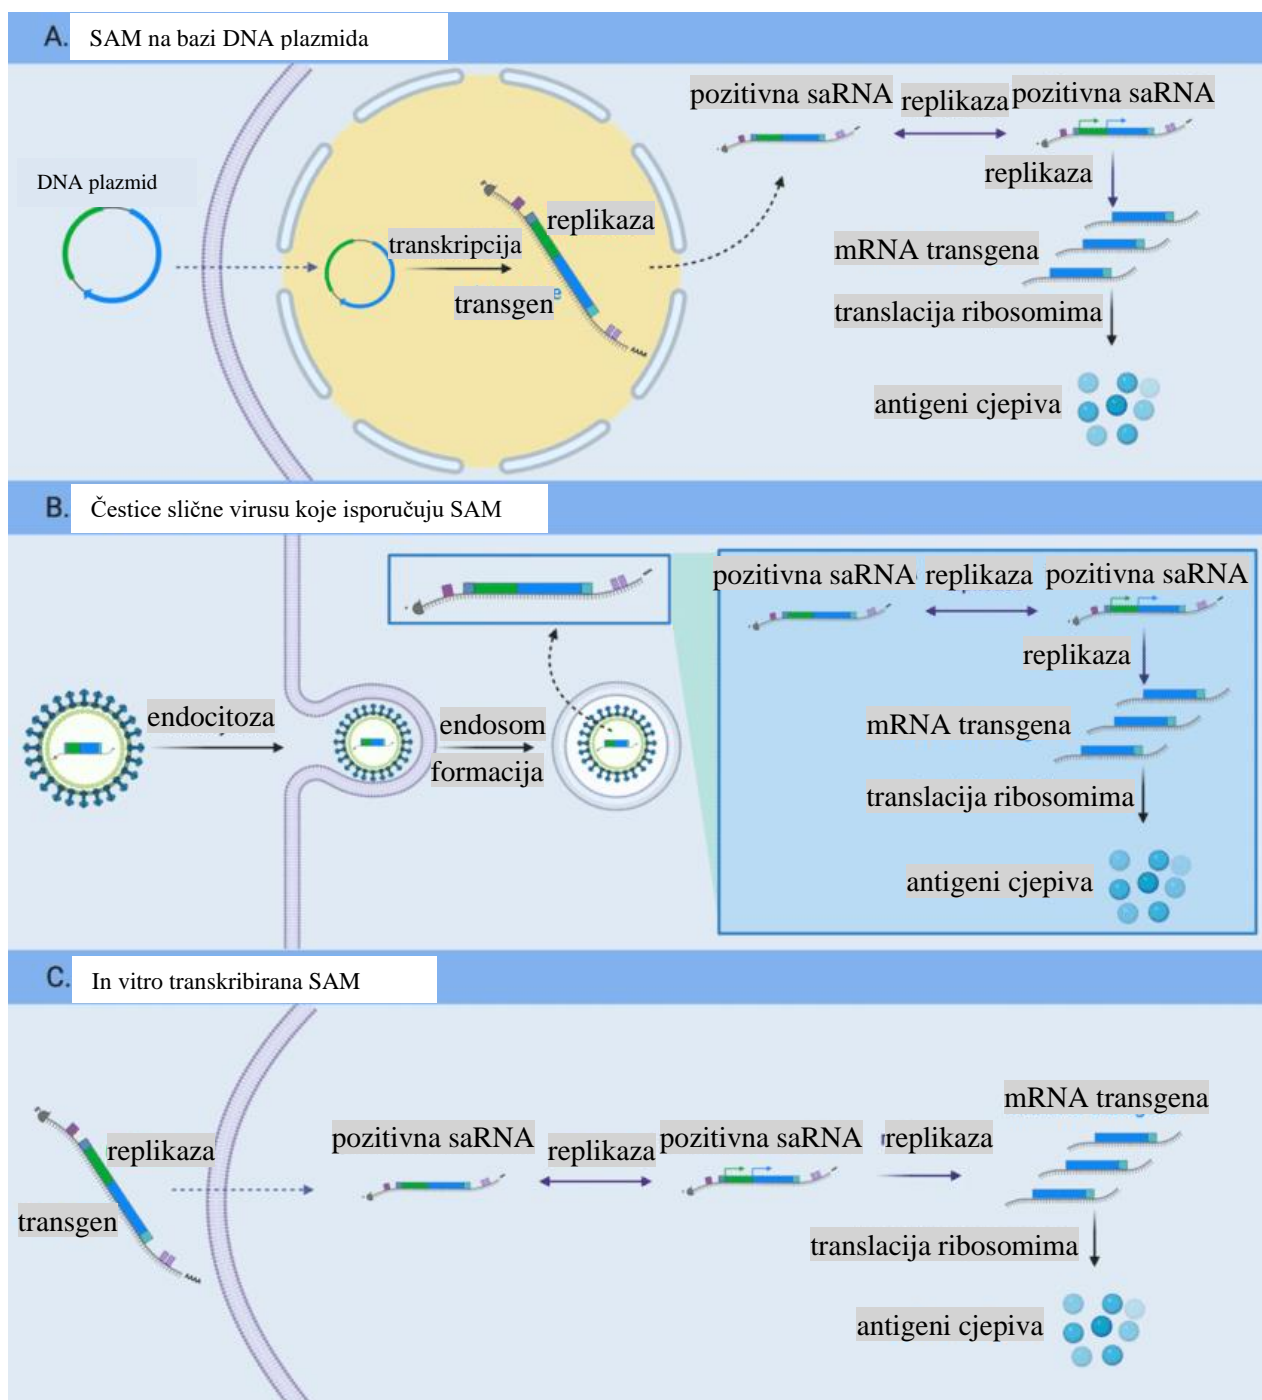 A. SAM na bazi DNA plazmida
pozitivna saRNA replikaza pozitivna saRNA
replikaza
DNA plazmid
transkripcija
replikaza
transgen
mRNA transgena
translacija ribosomima
AAAA
antigeni cjepiva
B. Čestice slične virusu koje isporučuju SAM
pozitivna saRNA replikaza pozitivna saRNA
replikaza
endocitoza
endosom
formacija
mRNA transgena
translacija ribosomima
antigeni cjepiva
C. In vitro transkribirana SAM
mRNA transgena
replikaza
pozitivna saRNA replikaza pozitivna saRNA replikaza
transgen
translacija ribosomima
AAAA
antigeni cjepiva